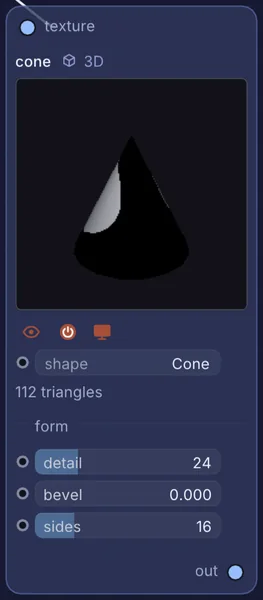 texture
cone 3D
shape Cone
112 triangles
form
detail 24
bevel 0.000
sides 16
out